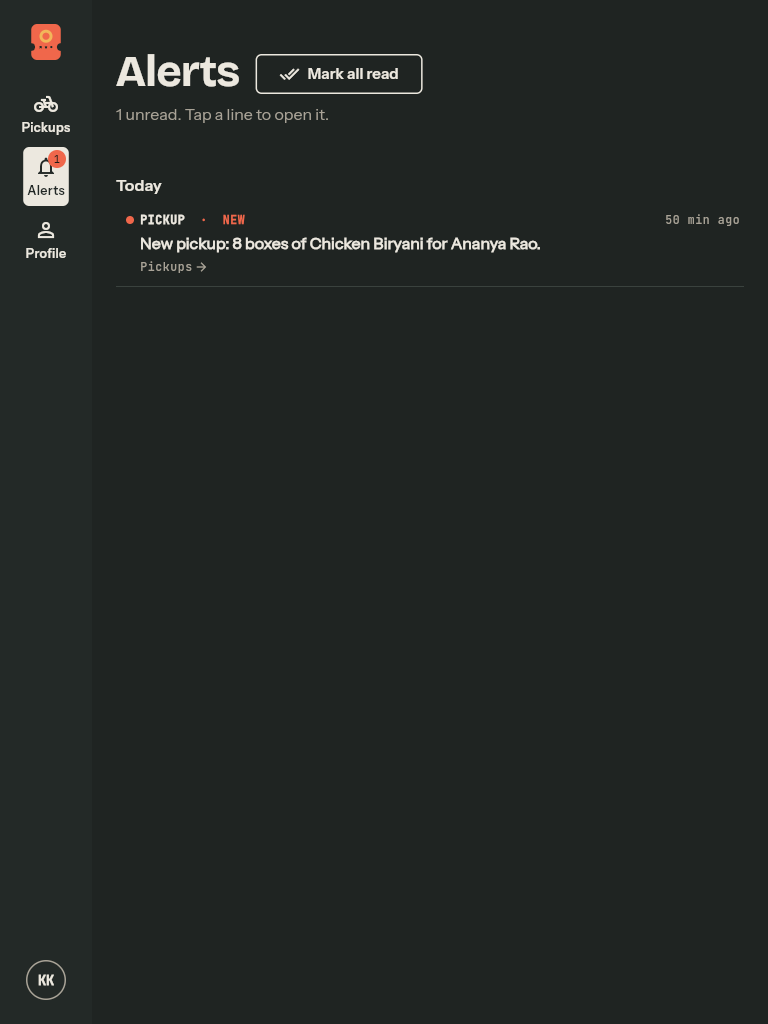 Pickups
1
Alerts
Profile
KK
Alerts
Mark all read
1 unread. Tap a line to open it.
Today
PICKUP · NEW
50 min ago
New pickup: 8 boxes of Chicken Biryani for Ananya Rao.
Pickups →